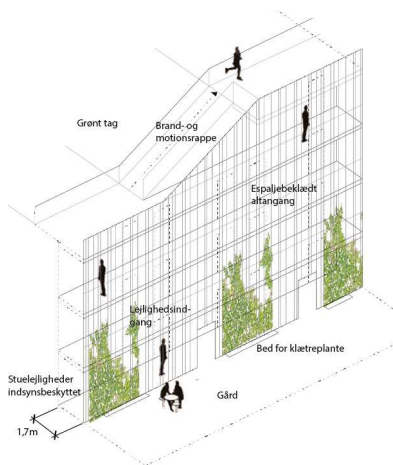 Grønt tag
Brand- og
motionsrappe
Espaljebeklædt
altangang
Lejlighedsind-
gang
Bed for klætreplante
Stuelejligheder
indsynsbeskyttet
Gård
1,7m